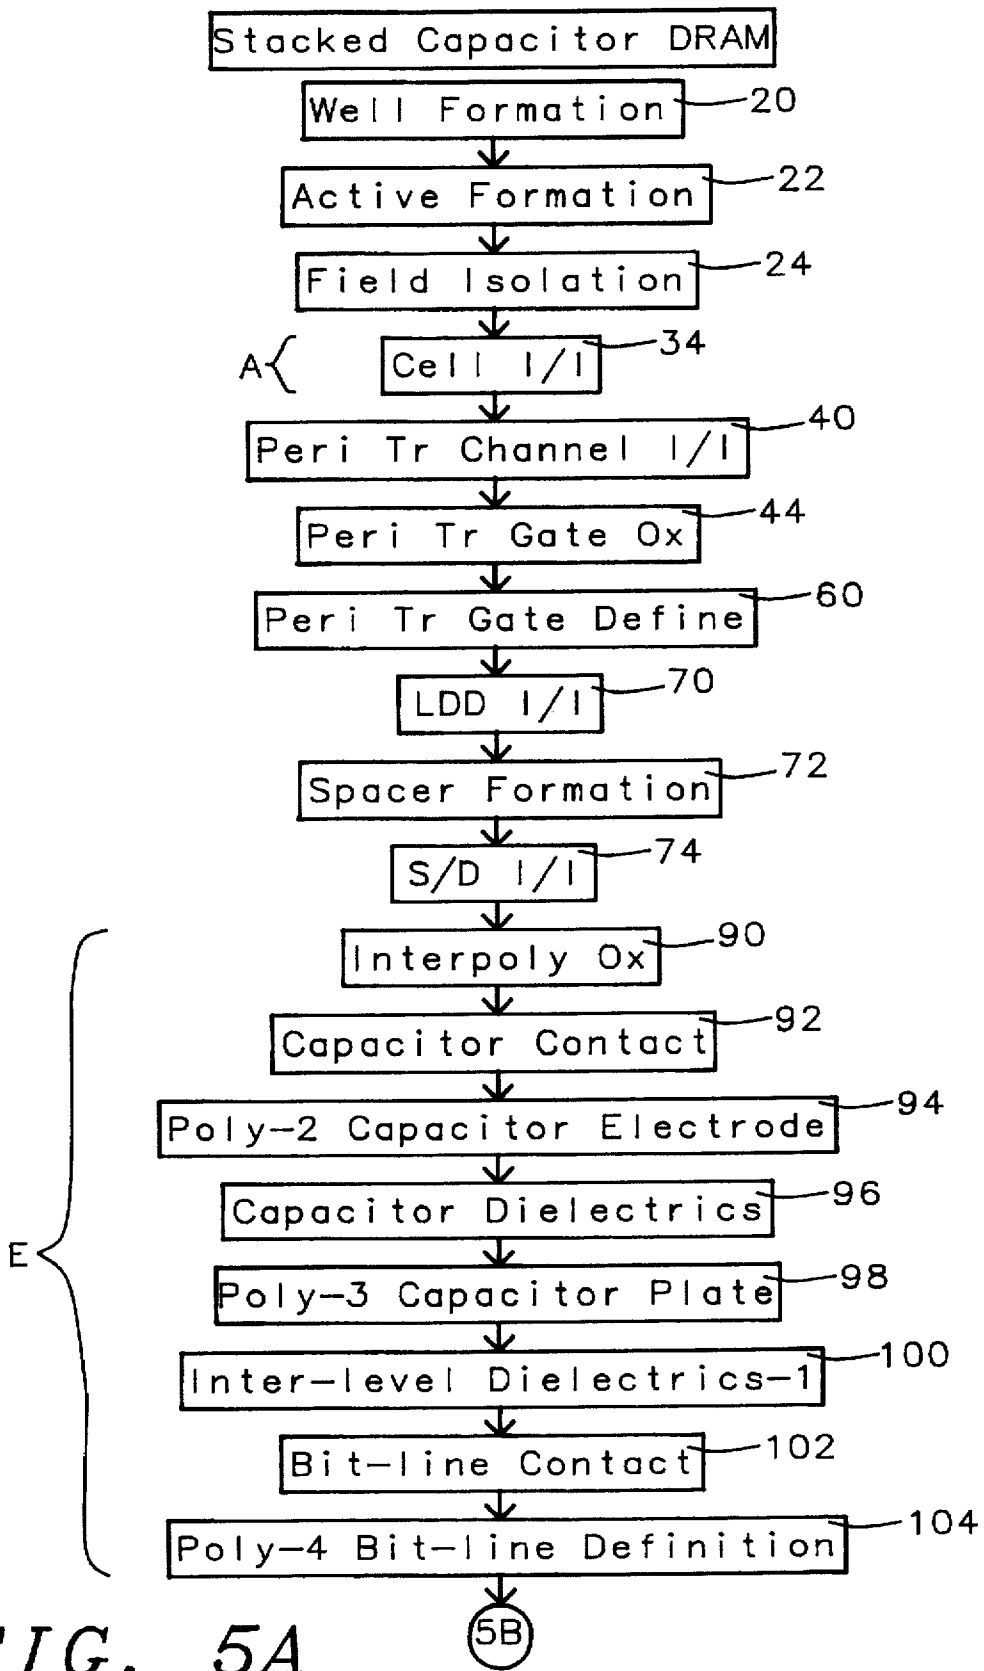 Stacked Capacitor DRAM
Well Formation 20
Active Formation 22
Field Isolation 24
A Cell I/I 34
Peri Tr Channel I/I 40
Peri Tr Gate Ox 44
Peri Tr Gate Define 60
LDD I/I 70
Spacer Formation 72
S/D I/I 74
Interpoly Ox 90
Capacitor Contact 92
Poly-2 Capacitor Electrode 94
Capacitor Dielectrics 96
E
Poly-3 Capacitor Plate 98
Inter-level Dielectrics-1 100
Bit-line Contact 102
Poly-4 Bit-line Definition 104
5B
FIG. 5A